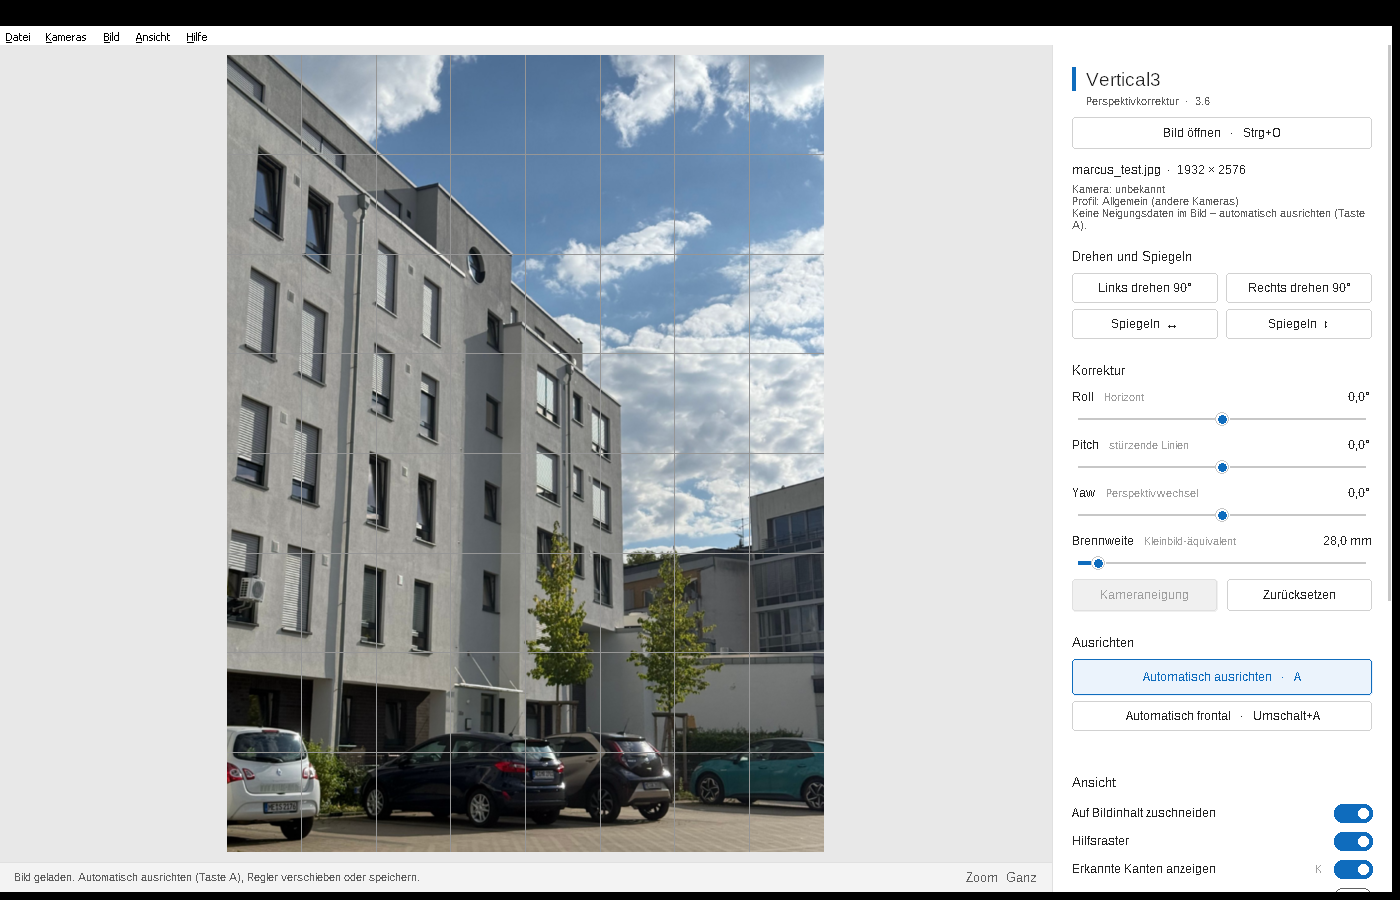 Datei Kameras Bild Ansicht Hilfe
Vertical3
Perspektivkorrektur · 3.6
Bild öffnen · Strg+O
marcus_test.jpg · 1932 × 2576
Kamera: unbekannt
Profil: Allgemein (andere Kameras)
Keine Neigungsdaten im Bild – automatisch ausrichten (Taste
A).
Drehen und Spiegeln
Links drehen 90° Rechts drehen 90°
Spiegeln ↔ Spiegeln ↕
Korrektur
Roll Horizont 0,0°
Pitch stürzende Linien 0,0°
Yaw Perspektivwechsel 0,0°
Brennweite Kleinbild-äquivalent 28,0 mm
Kameraneigung Zurücksetzen
Ausrichten
Automatisch ausrichten · A
Automatisch frontal · Umschalt+A
Ansicht
Auf Bildinhalt zuschneiden
Hilfsraster
Erkannte Kanten anzeigen K
Bild geladen. Automatisch ausrichten (Taste A), Regler verschieben oder speichern.
Zoom Ganz